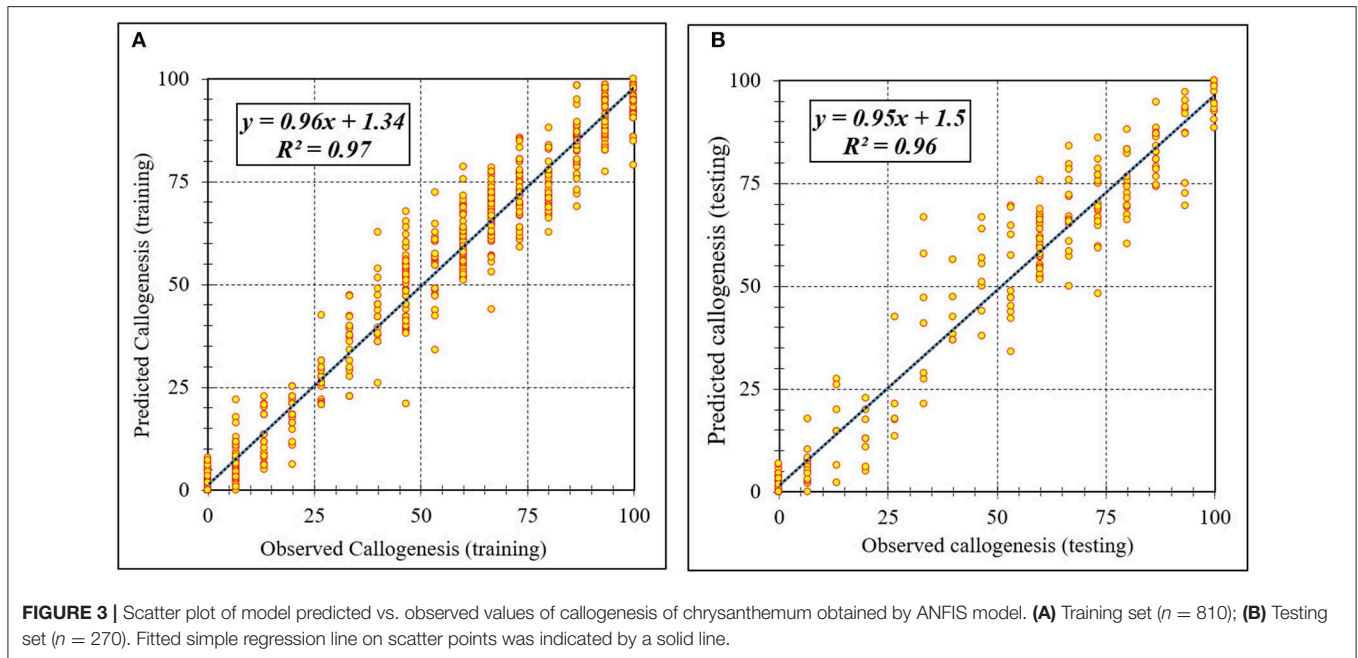 A
y = 0.96x + 1.34
R² = 0.97
Predicted Callogenesis (training)
100
75
50
25
0
0 25 50 75 100
Observed Callogenesis (training)
B
y = 0.95x + 1.5
R² = 0.96
Predicted callogenesis (testing)
100
75
50
25
0
0 25 50 75 100
Observed callogenesis (testing)
FIGURE 3 | Scatter plot of model predicted vs. observed values of callogenesis of chrysanthemum obtained by ANFIS model. (A) Training set (n = 810); (B) Testing
set (n = 270). Fitted simple regression line on scatter points was indicated by a solid line.